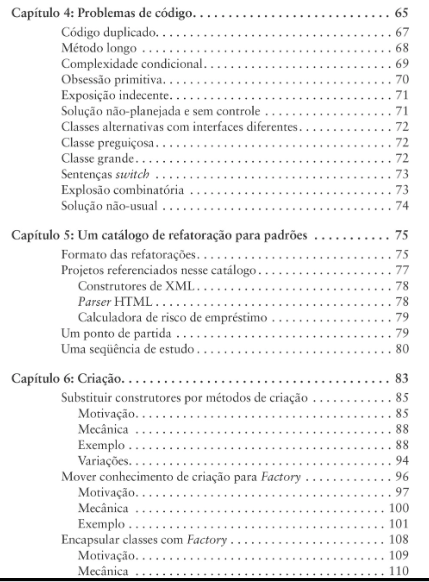 Capítulo 4: Problemas de código. . . . . . . . . . . . . . . . . . . . . . . . . . . 65
Código duplicado. . . . . . . . . . . . . . . . . . . . . . . . . . . . . . . . 67
Método longo . . . . . . . . . . . . . . . . . . . . . . . . . . . . . . . . . . 68
Complexidade condicional. . . . . . . . . . . . . . . . . . . . . . . . . 69
Obsessão primitiva. . . . . . . . . . . . . . . . . . . . . . . . . . . . . . . 70
Exposição indecente. . . . . . . . . . . . . . . . . . . . . . . . . . . . . . 71
Solução não-planejada e sem controle . . . . . . . . . . . . . . . . . 71
Classes alternativas com interfaces diferentes. . . . . . . . . . . . . 72
Classe preguiçosa. . . . . . . . . . . . . . . . . . . . . . . . . . . . . . . . 72
Classe grande. . . . . . . . . . . . . . . . . . . . . . . . . . . . . . . . . . . 72
Sentenças switch . . . . . . . . . . . . . . . . . . . . . . . . . . . . . . . . 73
Explosão combinatória . . . . . . . . . . . . . . . . . . . . . . . . . . . 73
Solução não-usual . . . . . . . . . . . . . . . . . . . . . . . . . . . . . . . 74
Capítulo 5: Um catálogo de refatoração para padrões . . . . . . . . . . . 75
Formato das refatorações. . . . . . . . . . . . . . . . . . . . . . . . . . 75
Projetos referenciados nesse catálogo. . . . . . . . . . . . . . . . . . 77
Construtores de XML. . . . . . . . . . . . . . . . . . . . . . . . . . . 78
Parser HTML . . . . . . . . . . . . . . . . . . . . . . . . . . . . . . . . 78
Calculadora de risco de empréstimo . . . . . . . . . . . . . . . . 79
Um ponto de partida . . . . . . . . . . . . . . . . . . . . . . . . . . . . . 79
Uma seqüência de estudo . . . . . . . . . . . . . . . . . . . . . . . . . . 80
Capítulo 6: Criação. . . . . . . . . . . . . . . . . . . . . . . . . . . . . . . . . . . . . 83
Substituir construtores por métodos de criação . . . . . . . . . . . . 85
Motivação. . . . . . . . . . . . . . . . . . . . . . . . . . . . . . . . . . . 85
Mecânica . . . . . . . . . . . . . . . . . . . . . . . . . . . . . . . . . . . 88
Exemplo . . . . . . . . . . . . . . . . . . . . . . . . . . . . . . . . . . . . 88
Variações. . . . . . . . . . . . . . . . . . . . . . . . . . . . . . . . . . . . 94
Mover conhecimento de criação para Factory . . . . . . . . . . . . . 96
Motivação. . . . . . . . . . . . . . . . . . . . . . . . . . . . . . . . . . . 97
Mecânica . . . . . . . . . . . . . . . . . . . . . . . . . . . . . . . . . . 100
Exemplo . . . . . . . . . . . . . . . . . . . . . . . . . . . . . . . . . . . 101
Encapsular classes com Factory . . . . . . . . . . . . . . . . . . . . . . 108
Motivação. . . . . . . . . . . . . . . . . . . . . . . . . . . . . . . . . . 109
Mecânica . . . . . . . . . . . . . . . . . . . . . . . . . . . . . . . . . . 110